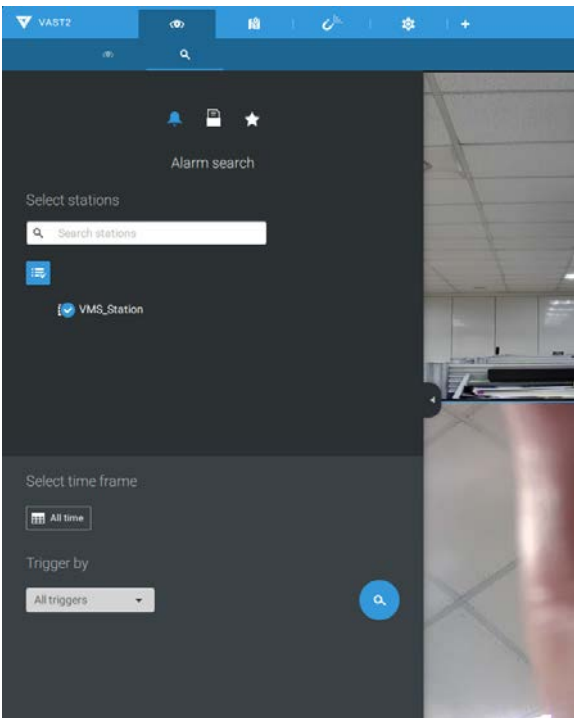 VAST2
Alarm search
Select stations
Search stations
VMS_Station
Select time frame
All time
Trigger by
All triggers